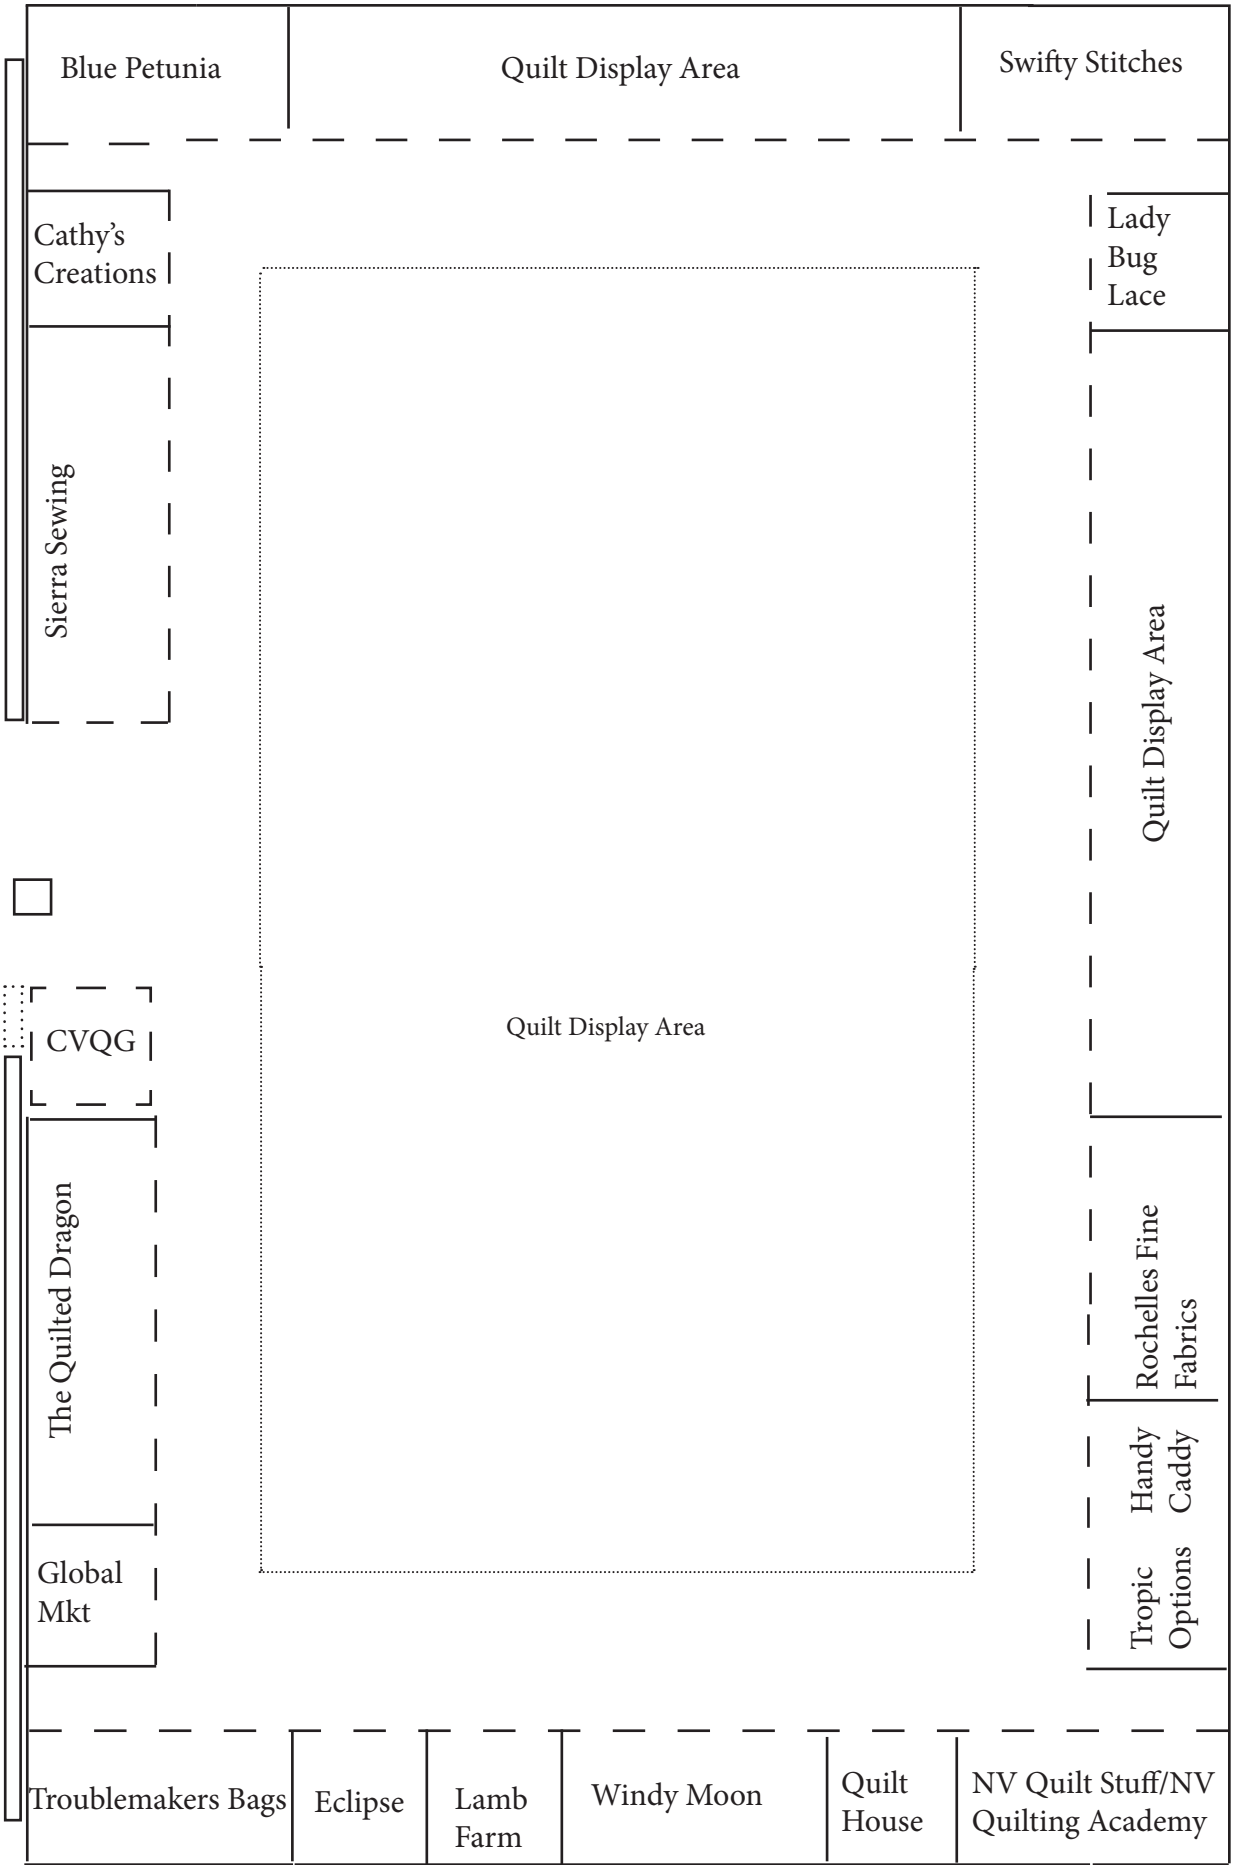 Blue Petunia
Quilt Display Area
Swifty Stitches
Cathy's
Creations
Lady
Bug
Lace
Sierra Sewing
Quilt Display Area
CVQG
Quilt Display Area
The Quilted Dragon
Rochelles Fine
Fabrics
Handy
Caddy
Global
Mkt
Tropic
Options
Troublemakers Bags
Eclipse
Lamb
Farm
Windy Moon
Quilt
House
NV Quilt Stuff/NV
Quilting Academy